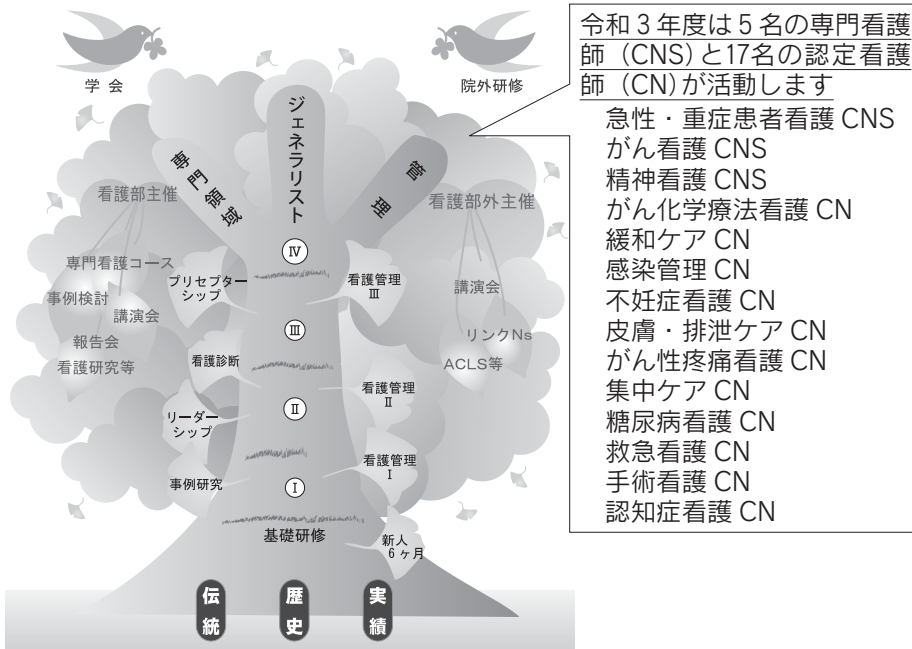 学会
院外研修
ジェネラリスト
専門領域
管理
看護部主催
看護部外主催
専門看護コース
事例検討
講演会
報告会
看護研究等
講演会
リンクNs
ACLS等
Ⅳ
プリセプター
シップ
看護管理
Ⅲ
Ⅲ
看護診断
看護管理
Ⅱ
Ⅱ
リーダー
シップ
看護管理
Ⅰ
事例研究
Ⅰ
基礎研修
新人
6ヶ月
伝統
歴史
実績
令和3年度は5名の専門看護
師（CNS）と17名の認定看護
師（CN）が活動します
急性・重症患者看護 CNS
がん看護 CNS
精神看護 CNS
がん化学療法看護 CN
緩和ケア CN
感染管理 CN
不妊症看護 CN
皮膚・排泄ケア CN
がん性疼痛看護 CN
集中ケア CN
糖尿病看護 CN
救急看護 CN
手術看護 CN
認知症看護 CN